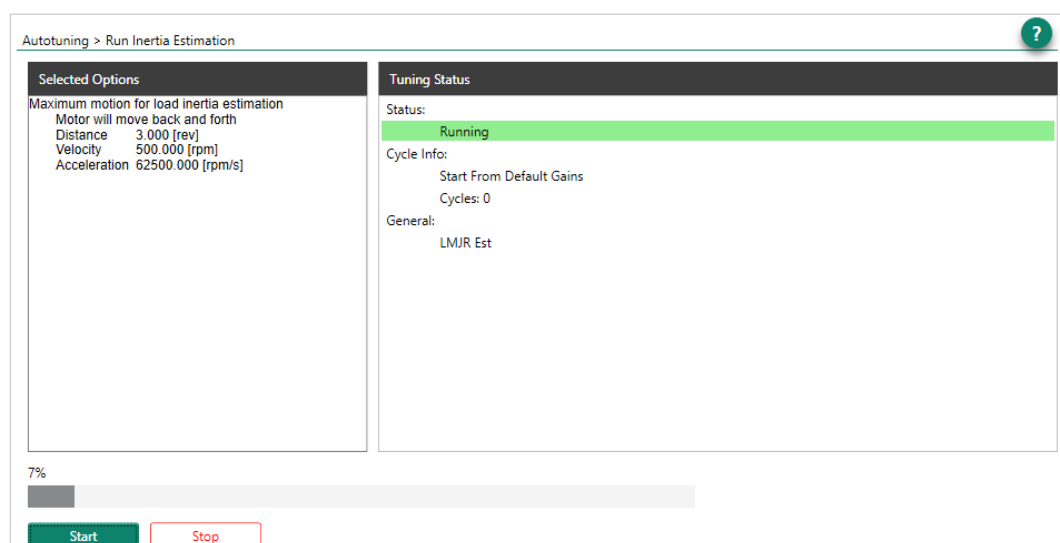 ?
Autotuning > Run Inertia Estimation
Selected Options
Maximum motion for load inertia estimation
Motor will move back and forth
Distance 3.000 [rev]
Velocity 500.000 [rpm]
Acceleration 62500.000 [rpm/s]
Tuning Status
Status:
Running
Cycle Info:
Start From Default Gains
Cycles: 0
General:
LMJR Est
7%
Start
Stop